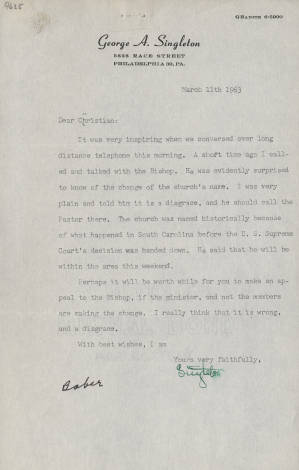 GRanite 6-5000
George A. Singleton
5855 RACE STREET
PHILADELPHIA 39, PA.
March 11th 1963
Dear Christian:
It was very inspiring when we conversed over long
distance telephone this morning. A short time ago I call-
ed and talked with the Bishop. He was evidently surprised
to know of the change of the church's name. I was very
plain and told him it is a disgrace, and he should call the
Pastor there. The church was named historically because
of what happened in South Carolina before the U. S. Supreme
Court's decision was handed down. He said that he will be
within the area this weekend.
Perhaps it will be worth while for you to make an ap-
peal to the Bishop, if the minister, and not the members
are making the change. I really think that it is wrong,
and a disgrace.
With best wishes, I am
Yours very faithfully,
Singleton
Baber